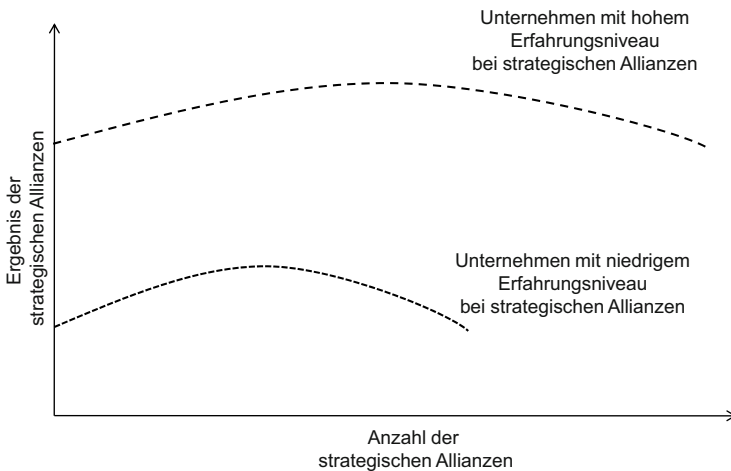 Unternehmen mit hohem
Erfahrungsniveau
bei strategischen Allianzen
Ergebnis der
strategischen Allianzen
Unternehmen mit niedrigem
Erfahrungsniveau
bei strategischen Allianzen
Anzahl der
strategischen Allianzen